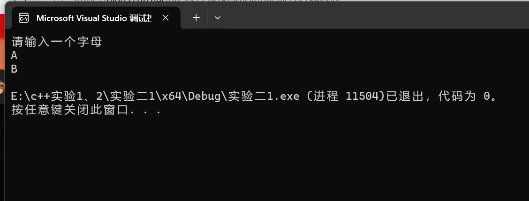 Microsoft Visual Studio 调试控
请输入一个字母
A
B
E:\c++实验1、2\实验二1\x64\Debug\实验二1.exe (进程 11504)已退出，代码为 0。
按任意键关闭此窗口. . .